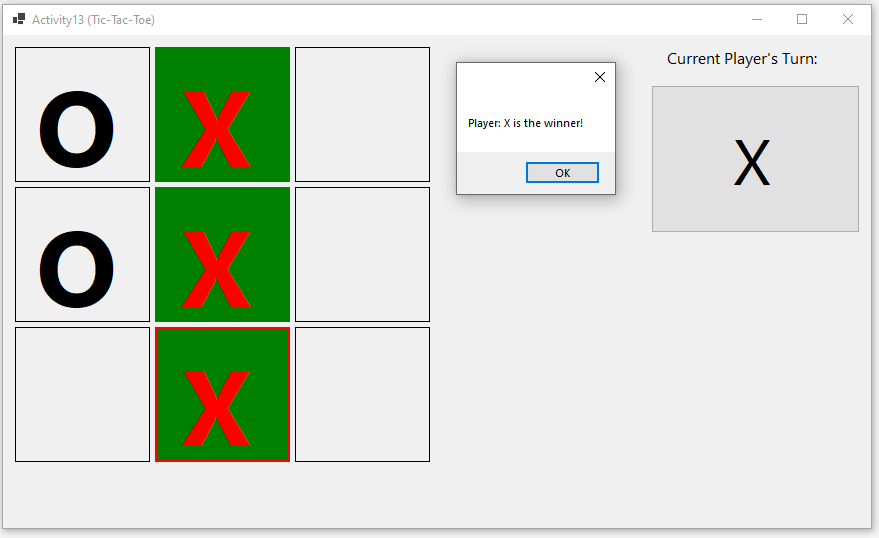 Activity13 (Tic-Tac-Toe)
O X
O X
X
Player: X is the winner!
OK
Current Player's Turn:
X